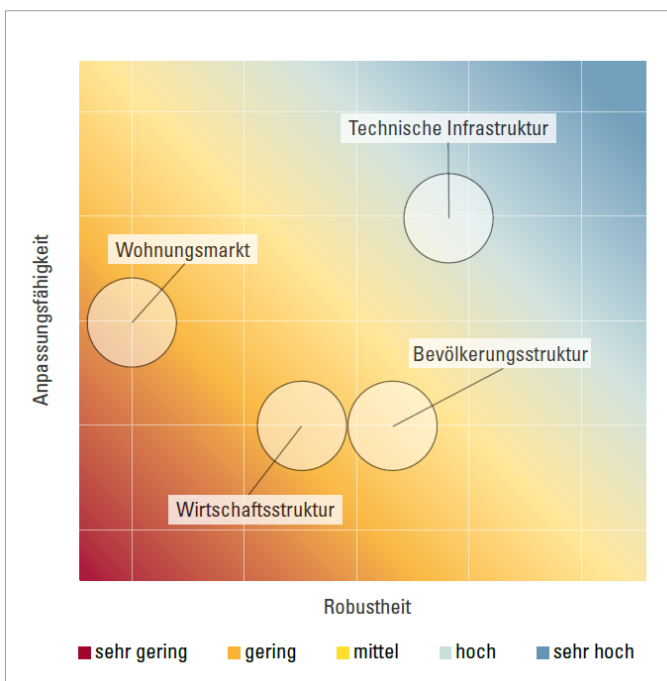 Technische Infrastruktur
Wohnungsmarkt
Bevölkerungsstruktur
Wirtschaftsstruktur
Anpassungsfähigkeit
Robustheit
sehr gering
gering
mittel
hoch
sehr hoch